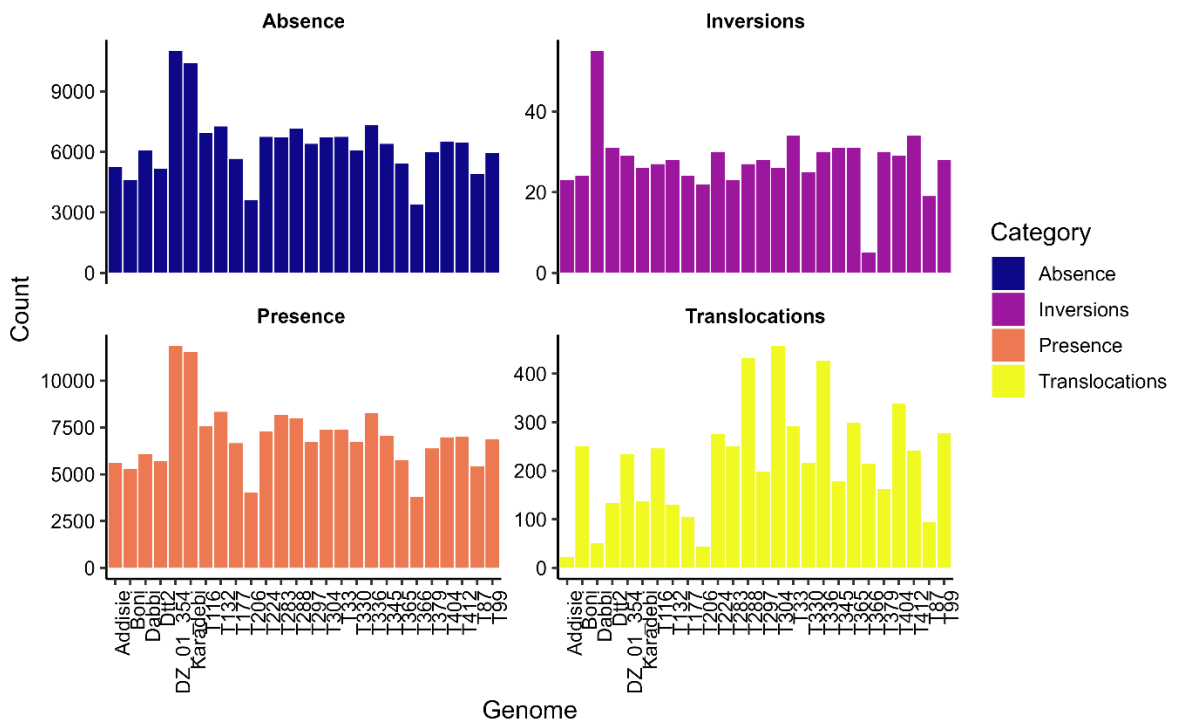 Absence
Inversions
9000
6000
3000
0
40
20
0
Presence
Translocations
10000
7500
5000
2500
0
400
300
200
100
0
Count
Addisie
Boni
Dabbi
Dtt2
DZ_01_354
Karadebi
T116
T132
T177
T206
T224
T283
T288
T297
T304
T33
T330
T336
T345
T365
T366
T379
T404
T412
T87
T99
Addisie
Boni
Dabbi
Dtt2
DZ_01_354
Karadebi
T116
T132
T177
T206
T224
T283
T288
T297
T304
T33
T330
T336
T345
T365
T366
T379
T404
T412
T87
T99
Genome
Category
Absence
Inversions
Presence
Translocations